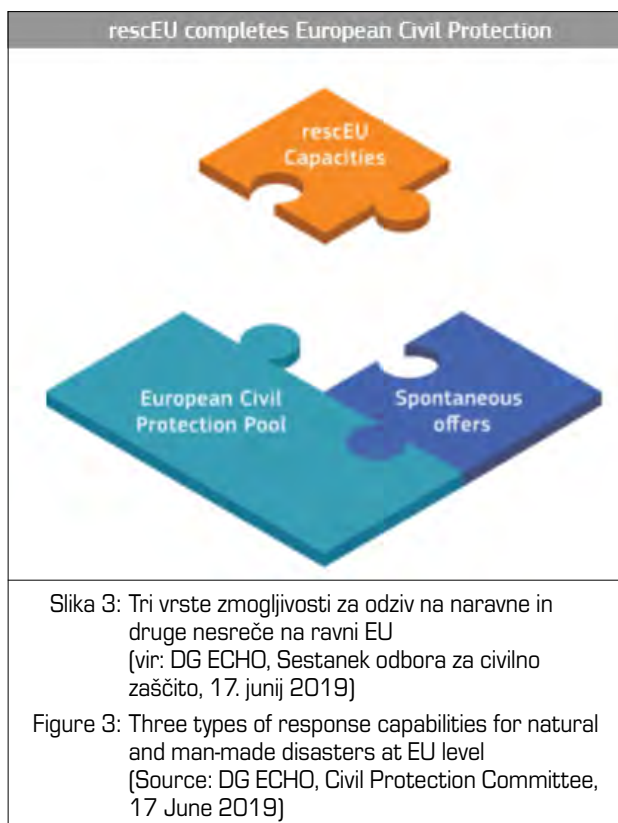 rescEU completes European Civil Protection
rescEU
Capacities
European Civil
Protection Pool
Spontaneous
offers
Slika 3: Tri vrste zmogljivosti za odziv na naravne in
druge nesreče na ravni EU
(vir: DG ECHO, Sestanek odbora za civilno
zaščito, 17. junij 2019)
Figure 3: Three types of response capabilities for natural
and man-made disasters at EU level
(Source: DG ECHO, Civil Protection Committee,
17 June 2019)